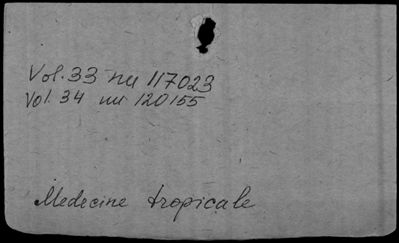 Vol. 33 nu 117023
Vol. 34 nu 120155
Medecine tropicale